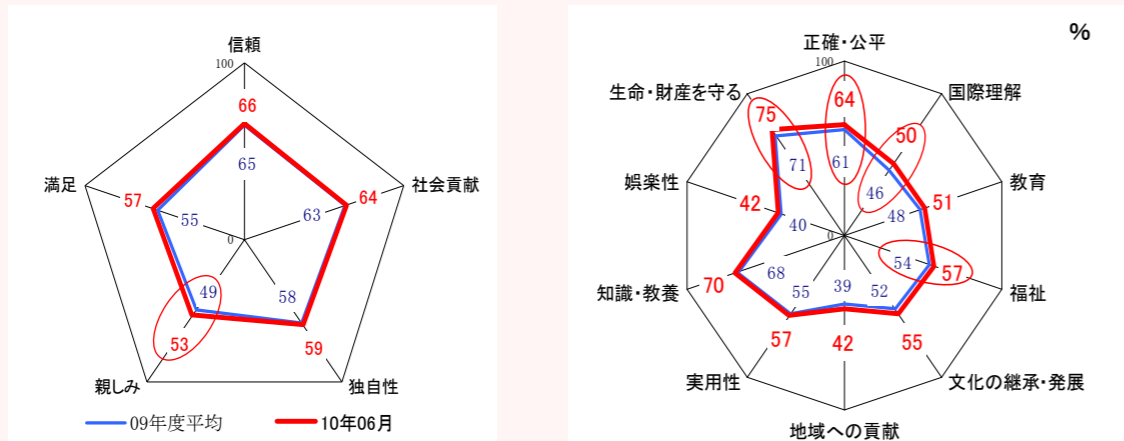 信頼
100
66
65
満足
57
55
0
63
64
社会貢献
49
53
58
59
親しみ
独自性
09年度平均
10年06月
%
正確・公平
100
生命・財産を守る
75
64
国際理解
50
71
61
46
娯楽性
42
40
48
51
教育
0
知識・教養
70
68
54
57
福祉
55
39
52
57
42
55
実用性
文化の継承・発展
地域への貢献